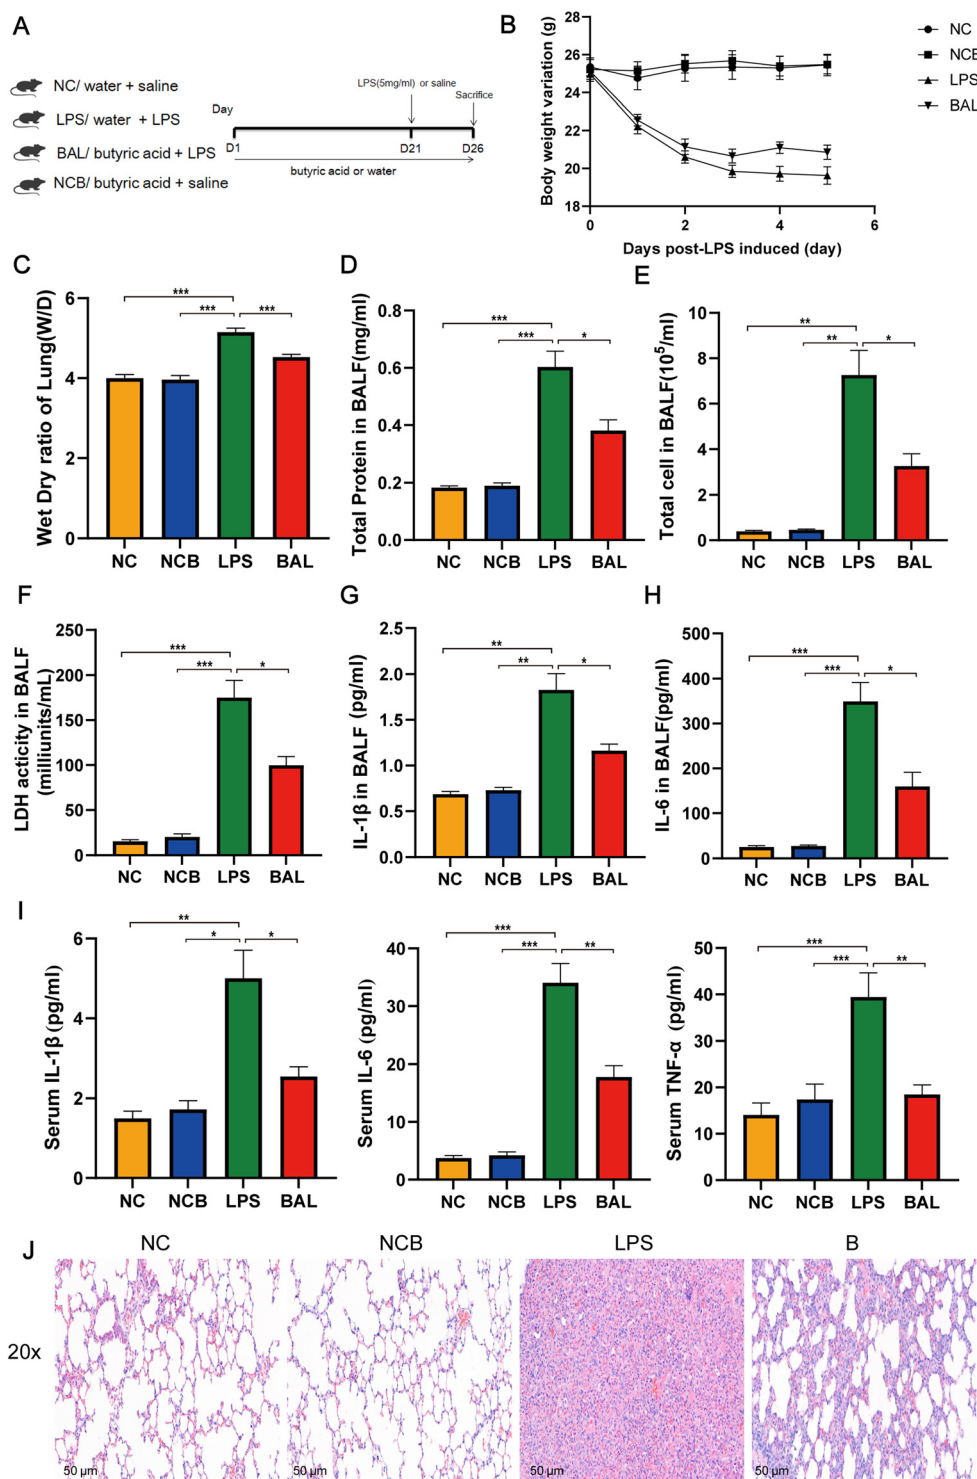 A
NC/ water + saline
LPS/ water + LPS
BAL/ butyric acid + LPS
NCB/ butyric acid + saline
Day
LPS(5mg/ml) or saline
Sacrifice
D1
D21
D26
butyric acid or water
B
Body weight variation (g)
28
26
24
22
20
18
0
2
4
6
Days post-LPS induced (day)
NC
NCB
LPS
BAL
C
Wet Dry ratio of Lung(W/D)
6
4
2
0
***
***
***
NC
NCB
LPS
BAL
D
Total Protein in BALF(mg/ml)
0.8
0.6
0.4
0.2
0.0
***
***
*
NC
NCB
LPS
BAL
E
Total cell in BALF(10⁵/ml)
10
8
6
4
2
0
**
**
*
NC
NCB
LPS
BAL
F
LDH acticity in BALF
(milliunits/mL)
250
200
150
100
50
0
***
***
*
NC
NCB
LPS
BAL
G
IL-1β in BALF (pg/ml)
2.5
2.0
1.5
1.0
0.5
0.0
**
**
*
NC
NCB
LPS
BAL
H
IL-6 in BALF(pg/ml)
500
400
300
200
100
0
***
***
*
NC
NCB
LPS
BAL
I
Serum IL-1β (pg/ml)
6
4
2
0
**
*
*
NC
NCB
LPS
BAL
Serum IL-6 (pg/ml)
40
30
20
10
0
***
***
**
NC
NCB
LPS
BAL
Serum TNF-α (pg/ml)
50
40
30
20
10
0
***
***
**
NC
NCB
LPS
BAL
J
NC
NCB
LPS
B
20x
50 μm
50 μm
50 μm
50 μm